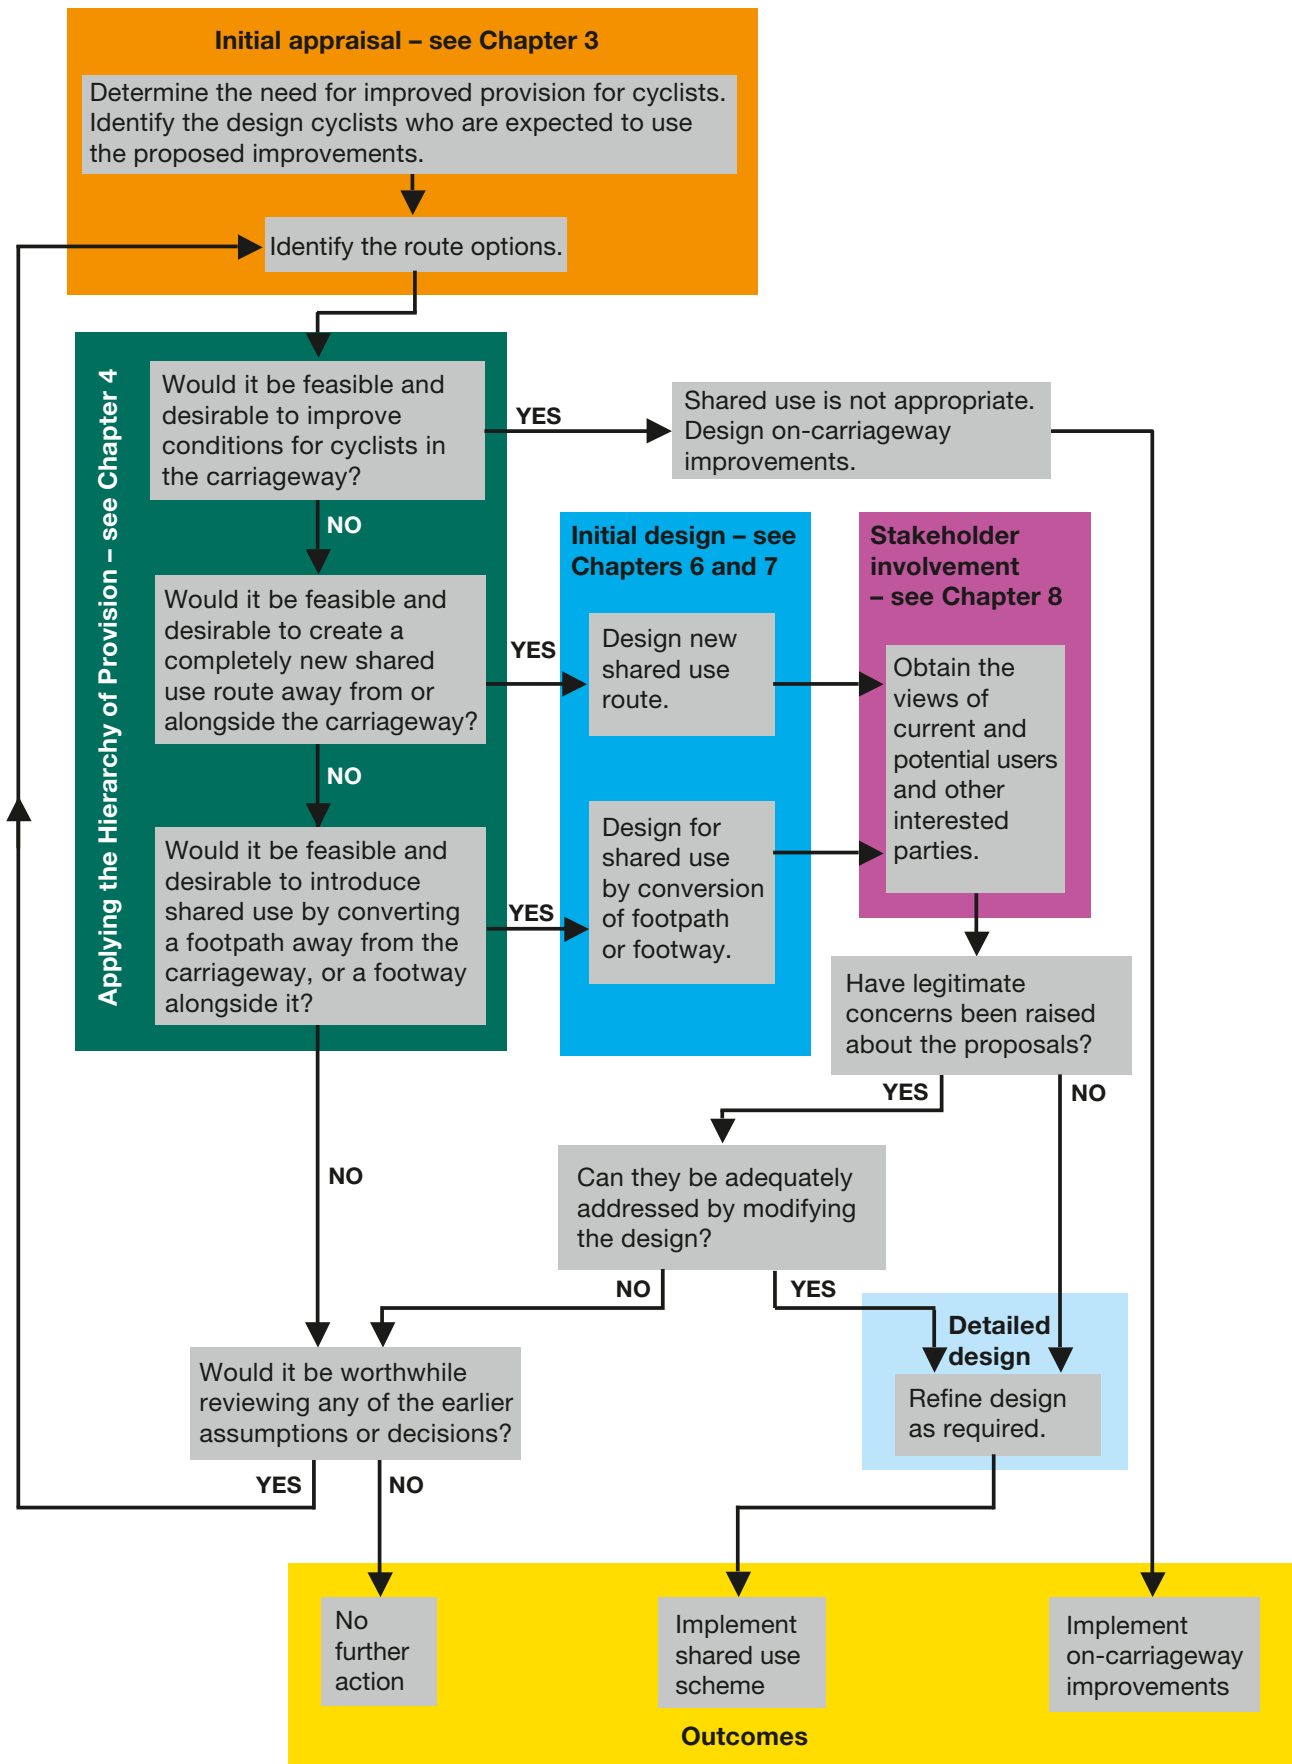 Initial appraisal – see Chapter 3
Determine the need for improved provision for cyclists.
Identify the design cyclists who are expected to use
the proposed improvements.
Identify the route options.
Applying the Hierarchy of Provision – see Chapter 4
Would it be feasible and
desirable to improve
conditions for cyclists in
the carriageway?
YES
Shared use is not appropriate.
Design on-carriageway
improvements.
NO
Initial design – see
Chapters 6 and 7
Stakeholder
involvement
– see Chapter 8
Would it be feasible and
desirable to create a
completely new shared
use route away from or
alongside the carriageway?
YES
Design new
shared use
route.
Obtain the
views of
current and
potential users
and other
interested
parties.
NO
Would it be feasible and
desirable to introduce
shared use by converting
a footpath away from the
carriageway, or a footway
alongside it?
YES
Design for
shared use
by conversion
of footpath
or footway.
Have legitimate
concerns been raised
about the proposals?
YES
NO
NO
Can they be adequately
addressed by modifying
the design?
NO
YES
Detailed
design
Would it be worthwhile
reviewing any of the earlier
assumptions or decisions?
Refine design
as required.
YES
NO
No
further
action
Implement
shared use
scheme
Implement
on-carriageway
improvements
Outcomes